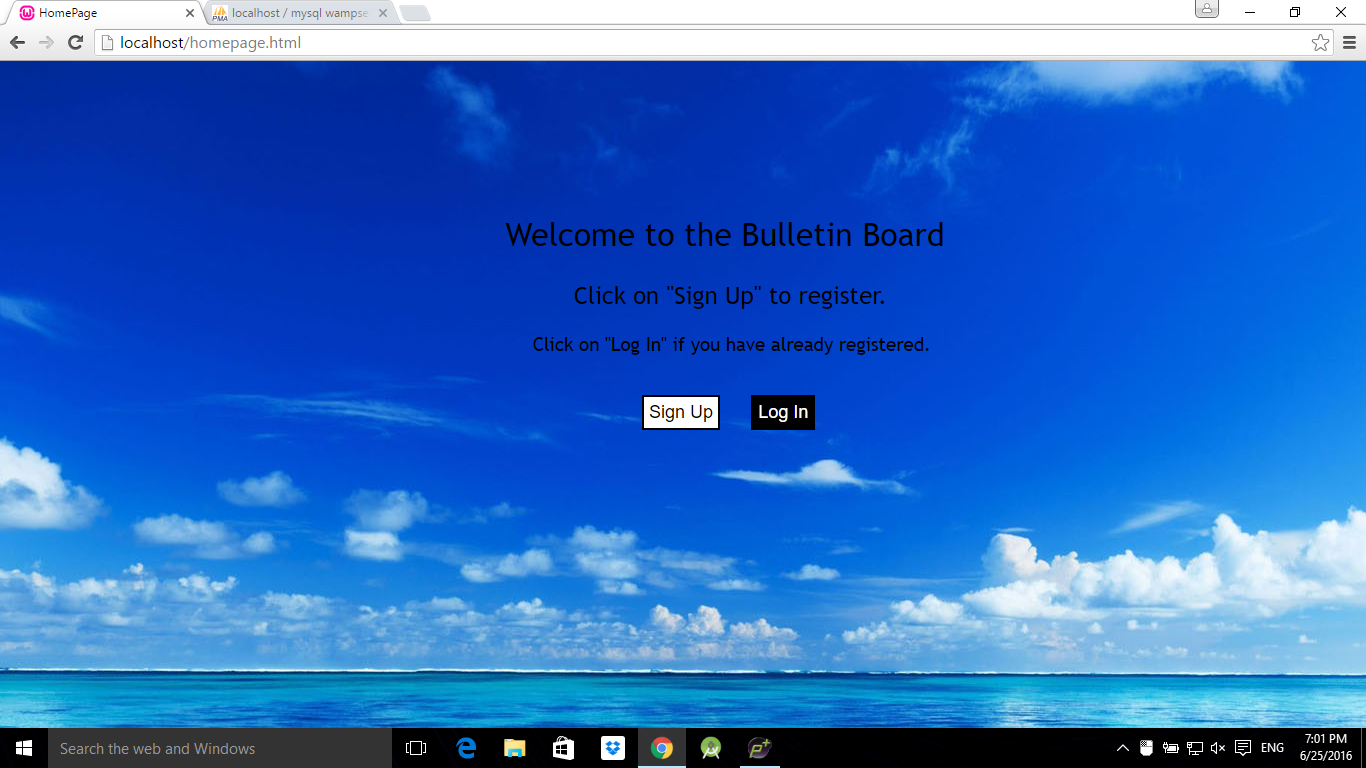 HomePage
localhost / mysql wampse
localhost/homepage.html
Welcome to the Bulletin Board
Click on "Sign Up" to register.
Click on "Log In" if you have already registered.
Sign Up Log In
Search the web and Windows
ENG
7:01 PM
6/25/2016
PMA